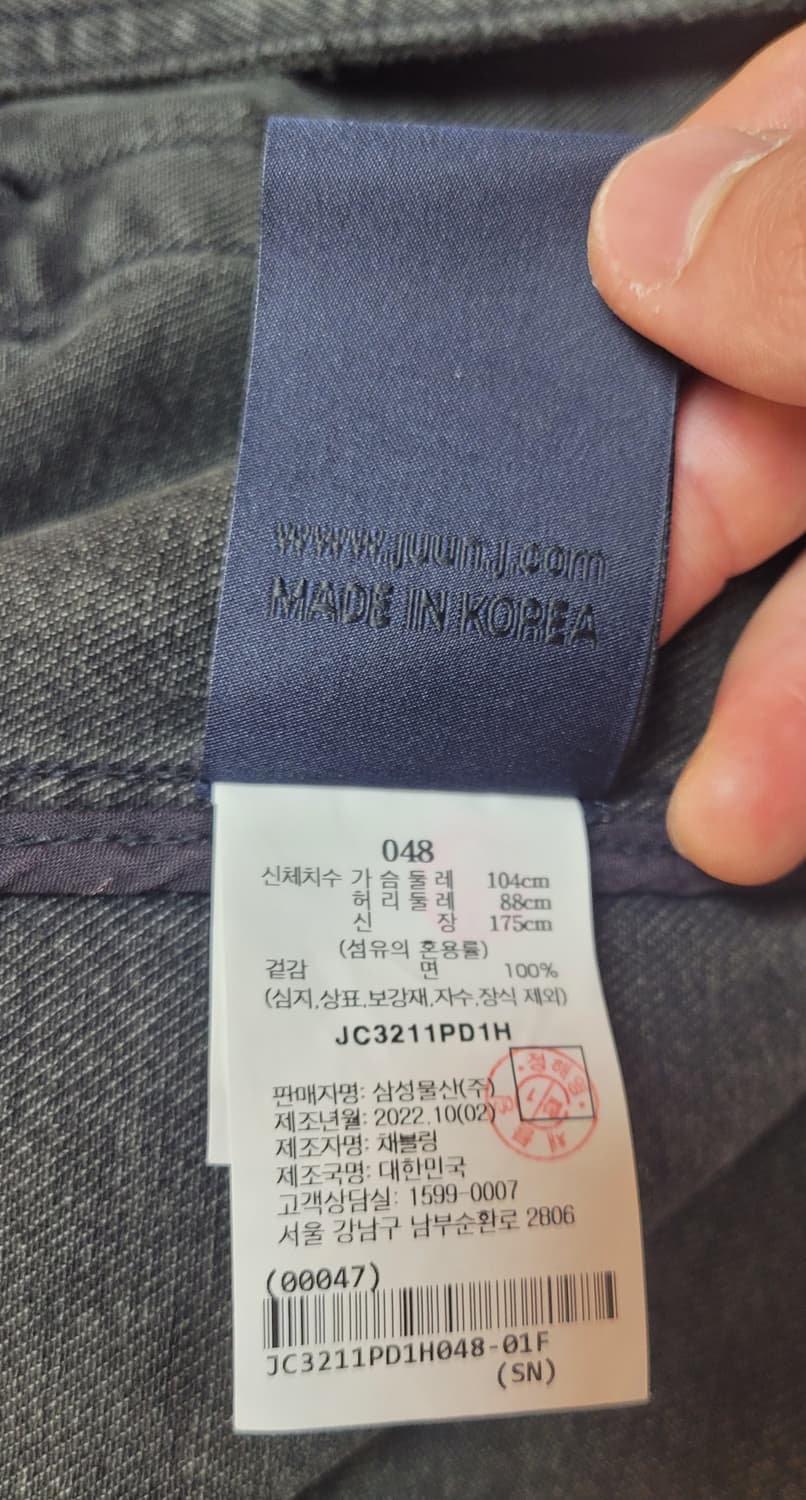 www.juunj.com
MADE IN KOREA
048
신체치수 가 슴 둘 레 104cm
허 리 둘 레 88cm
신 장 175cm
(섬유의 혼용률)
겉감 면 100%
(심지,상표,보강재,자수,장식 제외)
JC3211PD1H
판매자명: 삼성물산(주)
제조년월: 2022.10(02)
제조자명: 채블링
제조국명: 대한민국
고객상담실: 1599-0007
서울 강남구 남부순환로 2806
(00047)
JC3211PD1H048-01F
(SN)